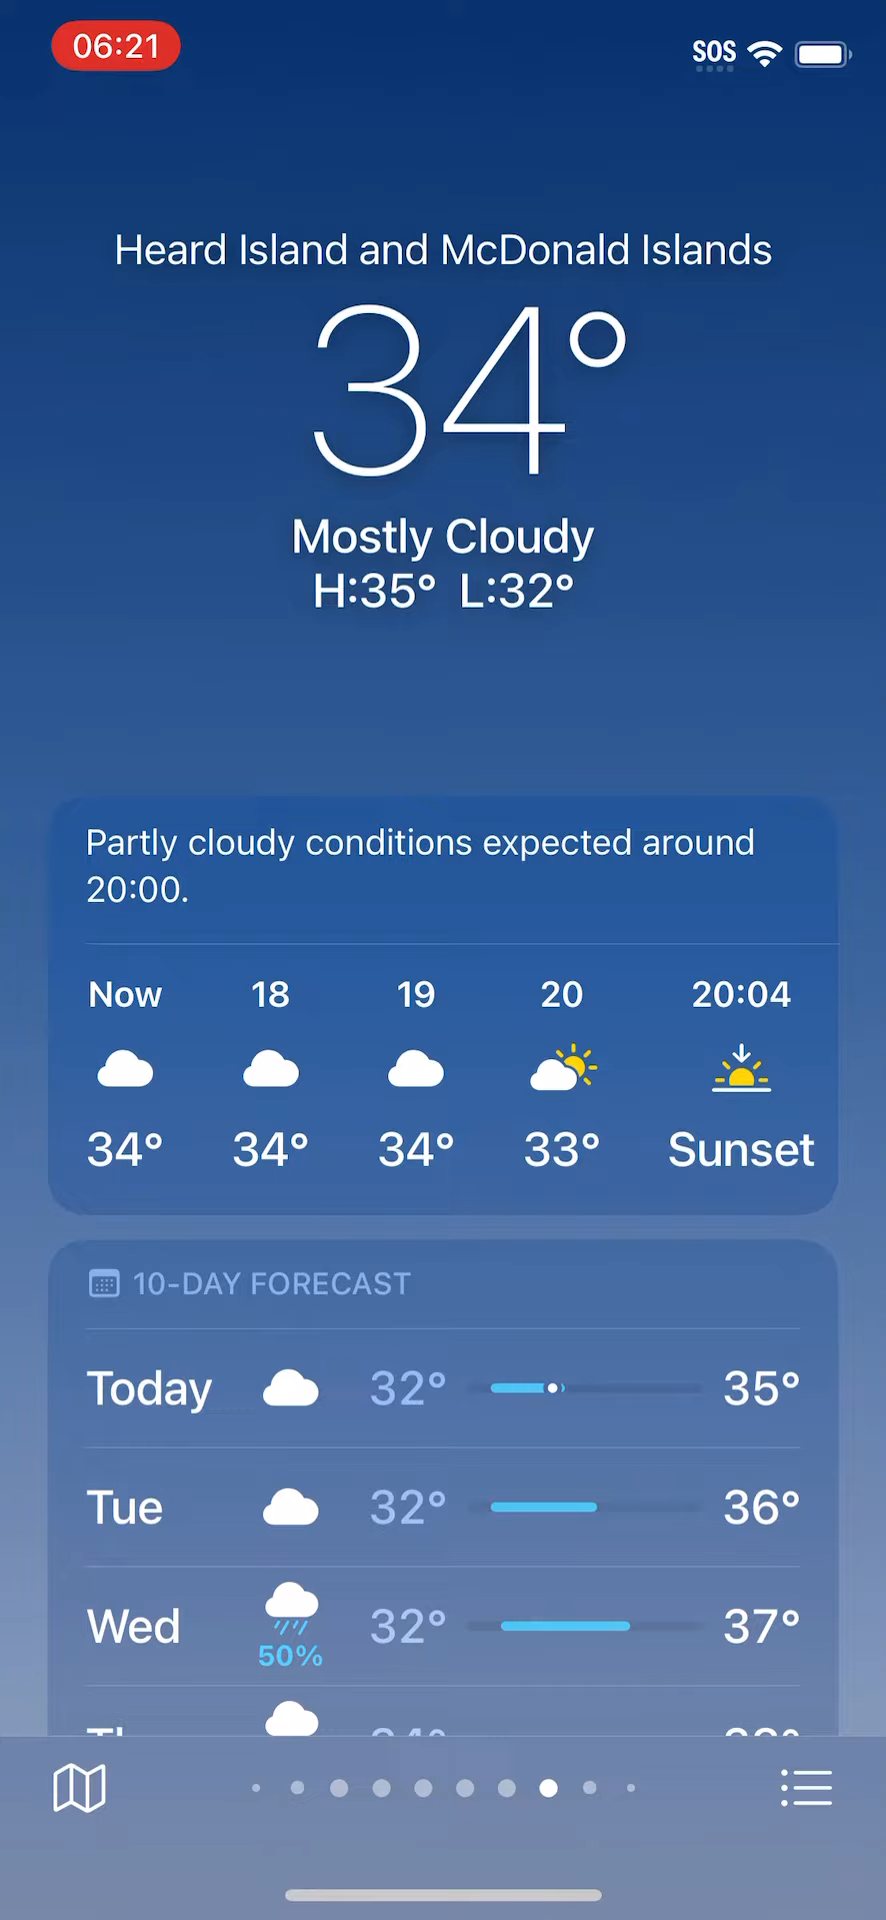 06:21
SOS
Heard Island and McDonald Islands
34°
Mostly Cloudy
H:35° L:32°
Partly cloudy conditions expected around
20:00.
Now 18 19 20 20:04
34° 34° 34° 33° Sunset
10-DAY FORECAST
Today 32° 35°
Tue 32° 36°
Wed 50% 32° 37°